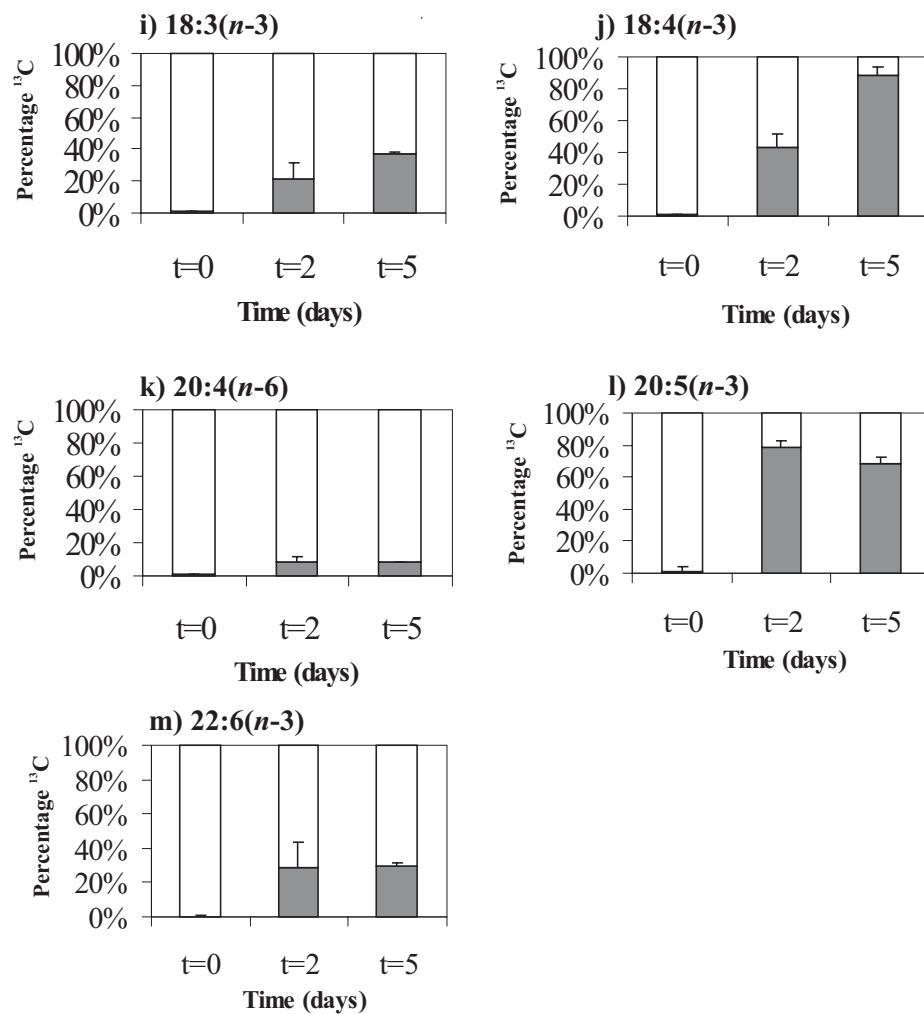 i) 18:3(n-3)
Percentage ¹³C
100%
80%
60%
40%
20%
0%
t=0 t=2 t=5
Time (days)
j) 18:4(n-3)
Percentage ¹³C
100%
80%
60%
40%
20%
0%
t=0 t=2 t=5
Time (days)
k) 20:4(n-6)
Percentage ¹³C
100%
80%
60%
40%
20%
0%
t=0 t=2 t=5
Time (days)
l) 20:5(n-3)
Percentage ¹³C
100%
80%
60%
40%
20%
0%
t=0 t=2 t=5
Time (days)
m) 22:6(n-3)
Percentage ¹³C
100%
80%
60%
40%
20%
0%
t=0 t=2 t=5
Time (days)